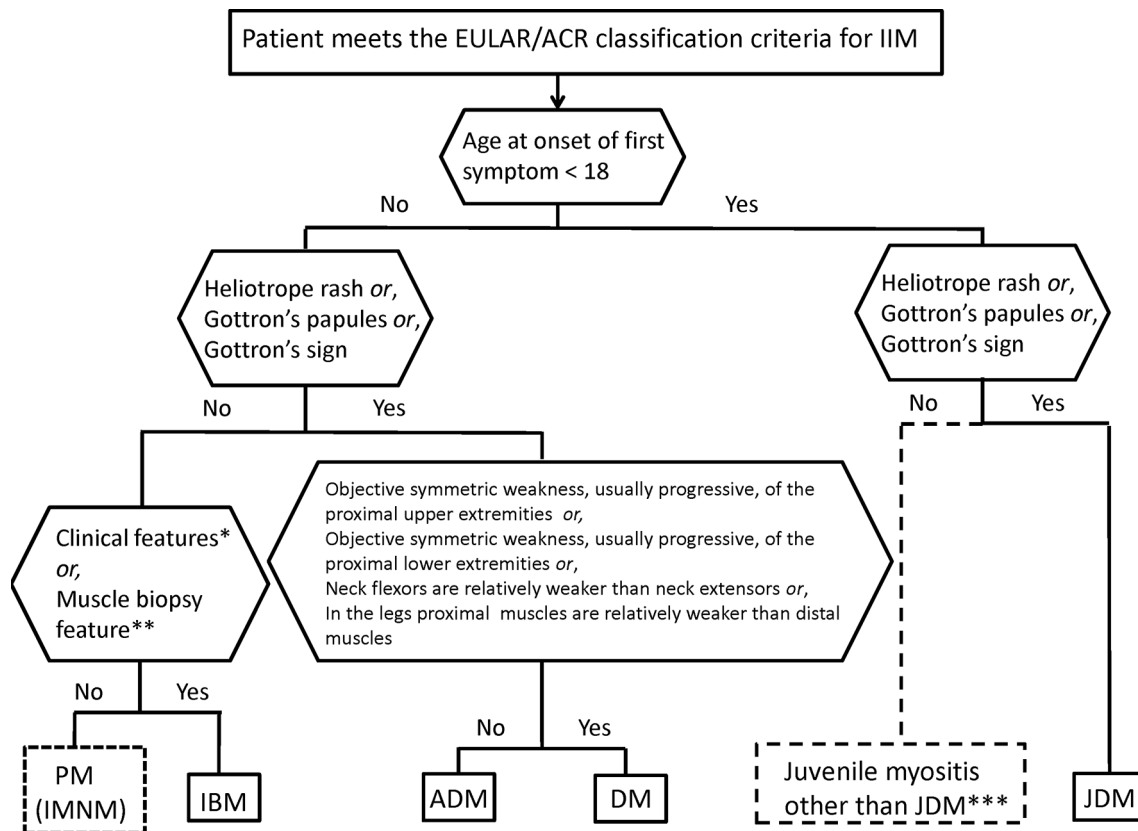 Patient meets the EULAR/ACR classification criteria for IIM
Age at onset of first
symptom < 18
No
Yes
Heliotrope rash or,
Gottron’s papules or,
Gottron’s sign
Heliotrope rash or,
Gottron’s papules or,
Gottron’s sign
No
Yes
No
Yes
Clinical features*
or,
Muscle biopsy
feature**
Objective symmetric weakness, usually progressive, of the
proximal upper extremities or,
Objective symmetric weakness, usually progressive, of the
proximal lower extremities or,
Neck flexors are relatively weaker than neck extensors or,
In the legs proximal muscles are relatively weaker than distal
muscles
No
Yes
No
Yes
PM
(IMNM)
IBM
ADM
DM
Juvenile myositis
other than JDM***
JDM